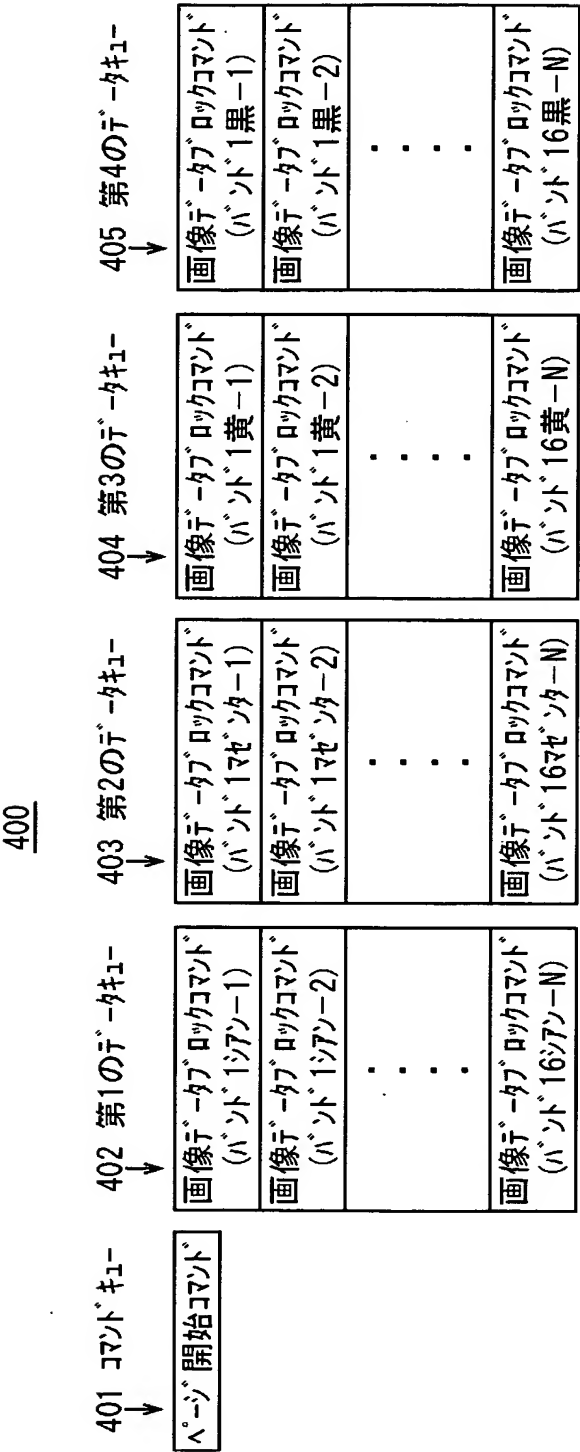 400
401 コマンドキュー
ページ開始コマンド
402 第1のデータキュー
画像データブロックコマンド
(バンド1シアン－1)
画像データブロックコマンド
(バンド1シアン－2)
・・・・
画像データブロックコマンド
(バンド16シアン－N)
403 第2のデータキュー
画像データブロックコマンド
(バンド1マゼンター1)
画像データブロックコマンド
(バンド1マゼンター2)
・・・・
画像データブロックコマンド
(バンド16マゼンターN)
404 第3のデータキュー
画像データブロックコマンド
(バンド1黄－1)
画像データブロックコマンド
(バンド1黄－2)
・・・・
画像データブロックコマンド
(バンド16黄－N)
405 第4のデータキュー
画像データブロックコマンド
(バンド1黒－1)
画像データブロックコマンド
(バンド1黒－2)
・・・・
画像データブロックコマンド
(バンド16黒－N)